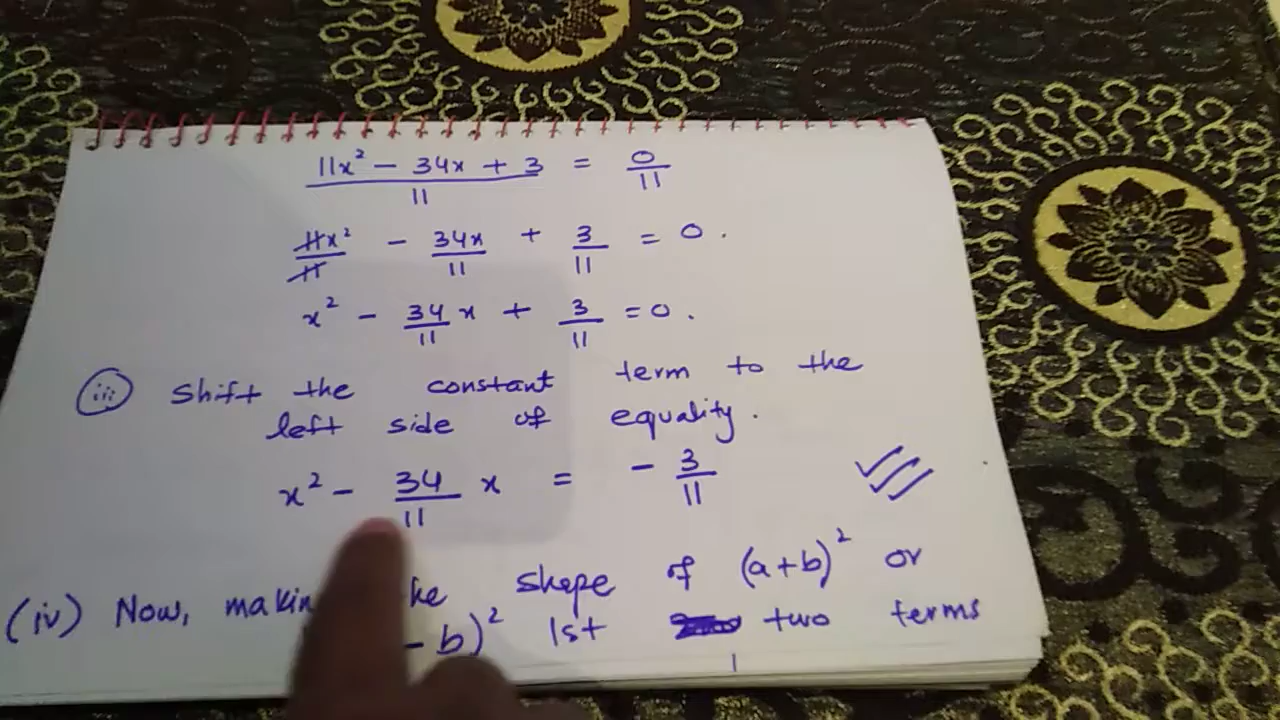 11x² - 34x + 3 = 0
11 11
11x² - 34x + 3 = 0.
11 11 11
x² - 34 x + 3 = 0.
11 11
(iii) Shift the constant term to the
left side of equality.
x² - 34 x = - 3
11 11
(iv) Now, making the shape of (a+b)² or
- b)² 1st two terms